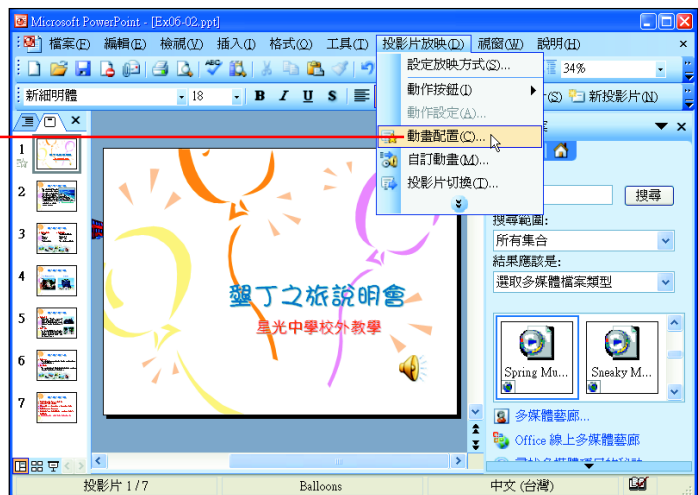 Microsoft PowerPoint - [Ex06-02.ppt]
檔案(F) 編輯(E) 檢視(V) 插入(I) 格式(O) 工具(T) 投影片放映(D) 視窗(W) 說明(H)
34%
新細明體 18 B I U S (S) 新投影片(N)
設定放映方式(S)...
動作按鈕(I)
動作設定(A)...
動畫配置(C)...
自訂動畫(M)...
投影片切換(T)...
1
2
3
4
5
6
7
墾丁之旅說明會
星光中學校外教學
搜尋
搜尋範圍:
所有集合
結果應該是:
選取多媒體檔案類型
Spring Mu...
Sneaky M...
多媒體藝廊...
Office 線上多媒體藝廊
投影片 1 / 7 Balloons 中文 (台灣)